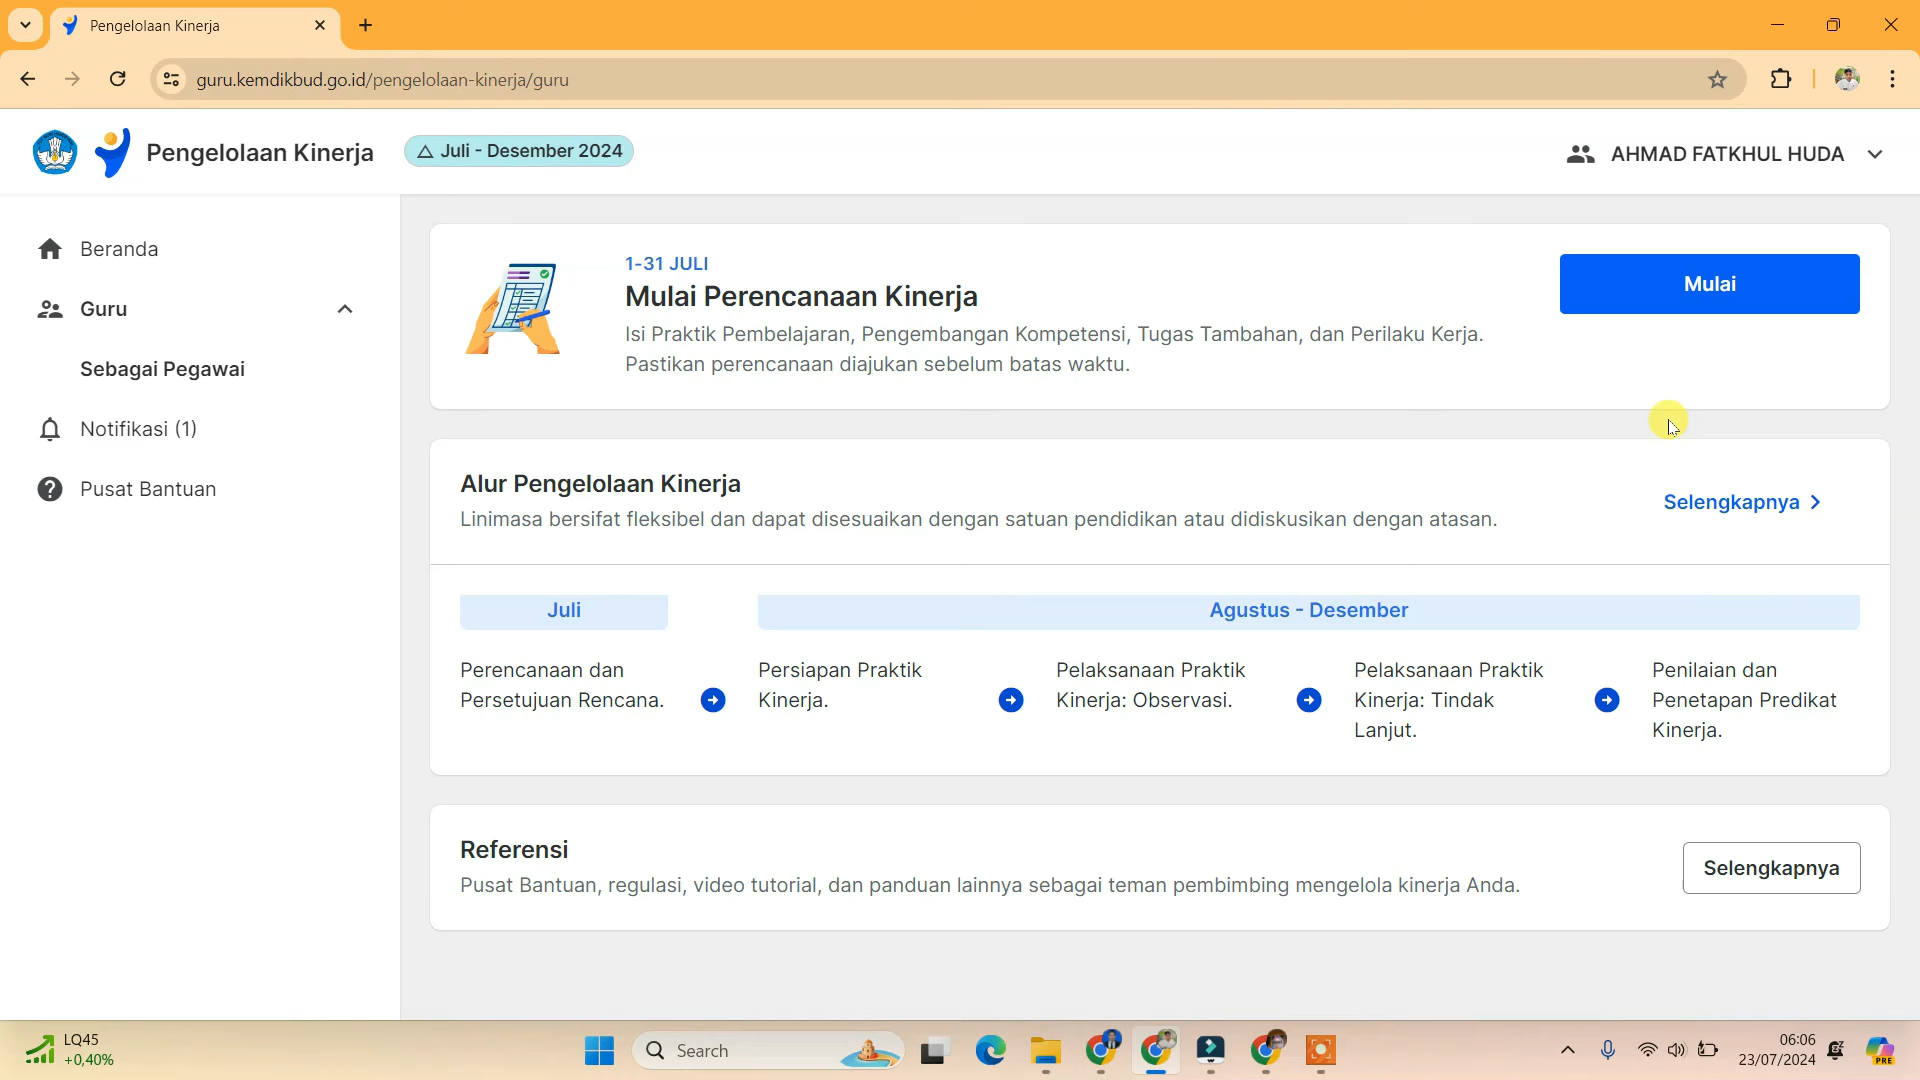 Pengelolaan Kinerja
guru.kemdikbud.go.id/pengelolaan-kinerja/guru
Pengelolaan Kinerja
Juli - Desember 2024
AHMAD FATKHUL HUDA
Beranda
Guru
Sebagai Pegawai
Notifikasi (1)
Pusat Bantuan
1-31 JULI
Mulai Perencanaan Kinerja
Isi Praktik Pembelajaran, Pengembangan Kompetensi, Tugas Tambahan, dan Perilaku Kerja.
Pastikan perencanaan diajukan sebelum batas waktu.
Mulai
Alur Pengelolaan Kinerja
Linimasa bersifat fleksibel dan dapat disesuaikan dengan satuan pendidikan atau didiskusikan dengan atasan.
Selengkapnya
Juli
Agustus - Desember
Perencanaan dan
Persetujuan Rencana.
Persiapan Praktik
Kinerja.
Pelaksanaan Praktik
Kinerja: Observasi.
Pelaksanaan Praktik
Kinerja: Tindak
Lanjut.
Penilaian dan
Penetapan Predikat
Kinerja.
Referensi
Pusat Bantuan, regulasi, video tutorial, dan panduan lainnya sebagai teman pembimbing mengelola kinerja Anda.
Selengkapnya
LQ45
+0,40%
Search
06:06
23/07/2024
PRE